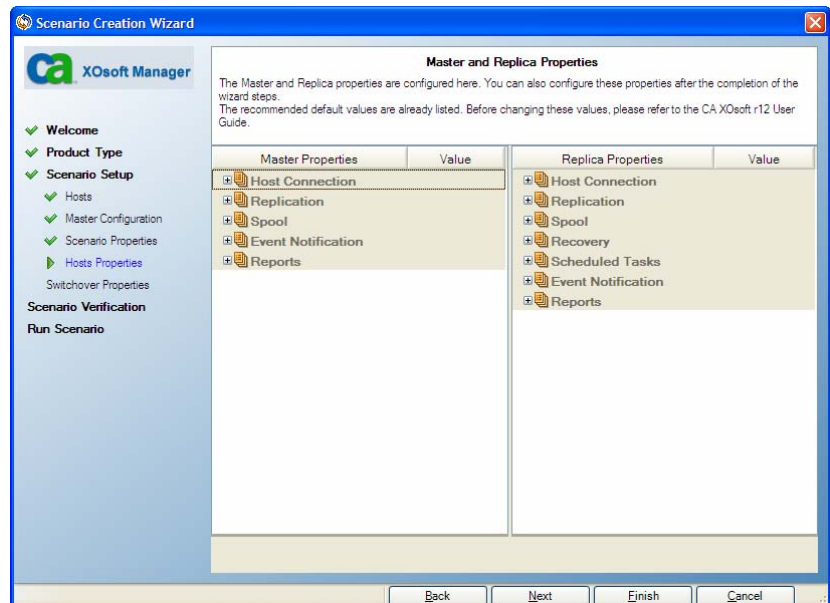 Scenario Creation Wizard
ca
XOsoft Manager
Welcome
Product Type
Scenario Setup
Hosts
Master Configuration
Scenario Properties
Hosts Properties
Switchover Properties
Scenario Verification
Run Scenario
Master and Replica Properties
The Master and Replica properties are configured here. You can also configure these properties after the completion of the
wizard steps.
The recommended default values are already listed. Before changing these values, please refer to the CA XOsoft r12 User
Guide.
Master Properties Value
Host Connection
Replication
Spool
Event Notification
Reports
Replica Properties Value
Host Connection
Replication
Spool
Recovery
Scheduled Tasks
Event Notification
Reports
Back Next Finish Cancel